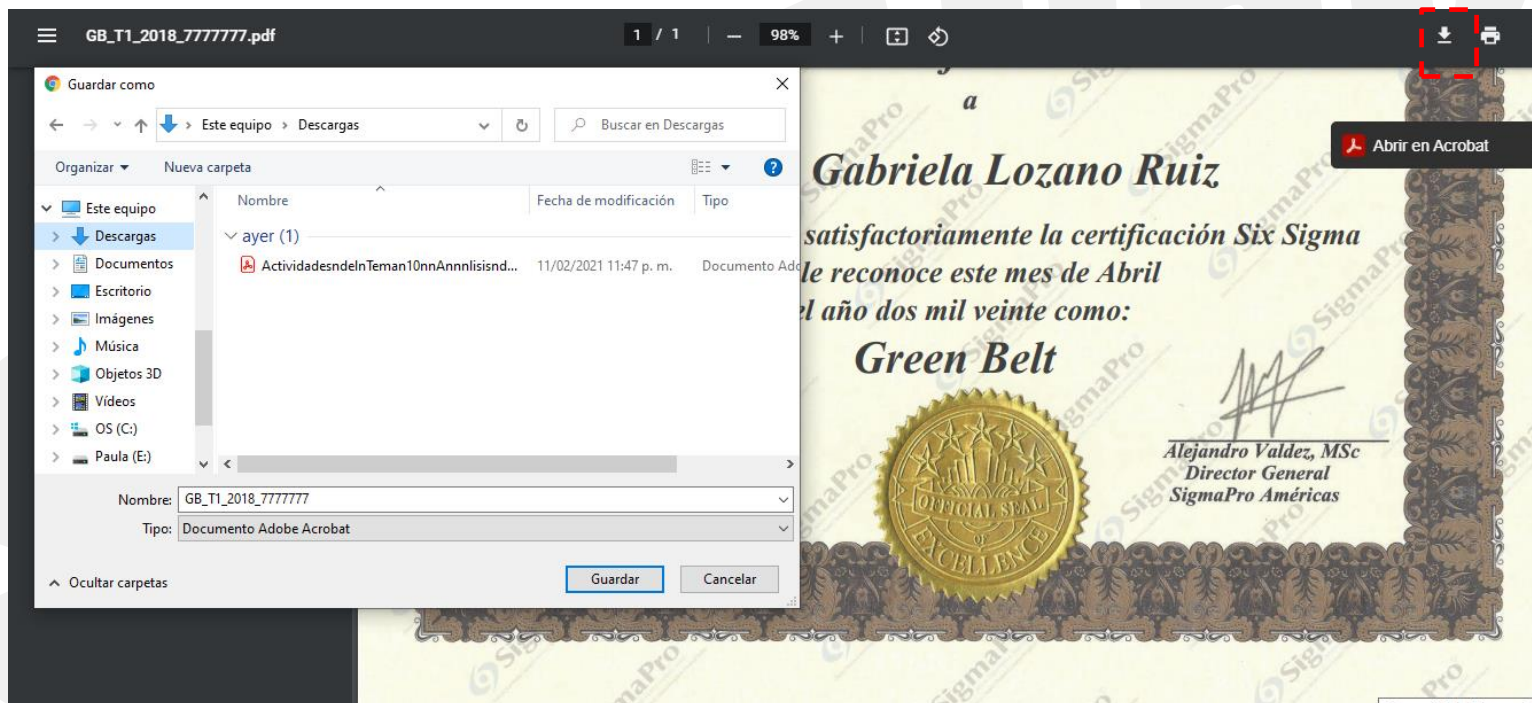 GB_T1_2018_7777777.pdf
1 / 1
98%
Guardar como
Este equipo > Descargas
Buscar en Descargas
Organizar
Nueva carpeta
Nombre
Fecha de modificación
Tipo
Este equipo
Descargas
Documentos
Escritorio
Imágenes
Música
Objetos 3D
Vídeos
OS (C:)
Paula (E:)
ayer (1)
ActividadesndelnTeman10nnAnnnlisisnd... 11/02/2021 11:47 p. m. Documento Ado
Nombre: GB_T1_2018_7777777
Tipo: Documento Adobe Acrobat
Ocultar carpetas
Guardar
Cancelar
Abrir en Acrobat
a
Gabriela Lozano Ruiz
satisfactoriamente la certificación Six Sigma
le reconoce este mes de Abril
el año dos mil veinte como:
Green Belt
OFFICIAL SEAL
OF
EXCELLENCE
Alejandro Valdez, MSc
Director General
SigmaPro Américas
SigmaPro